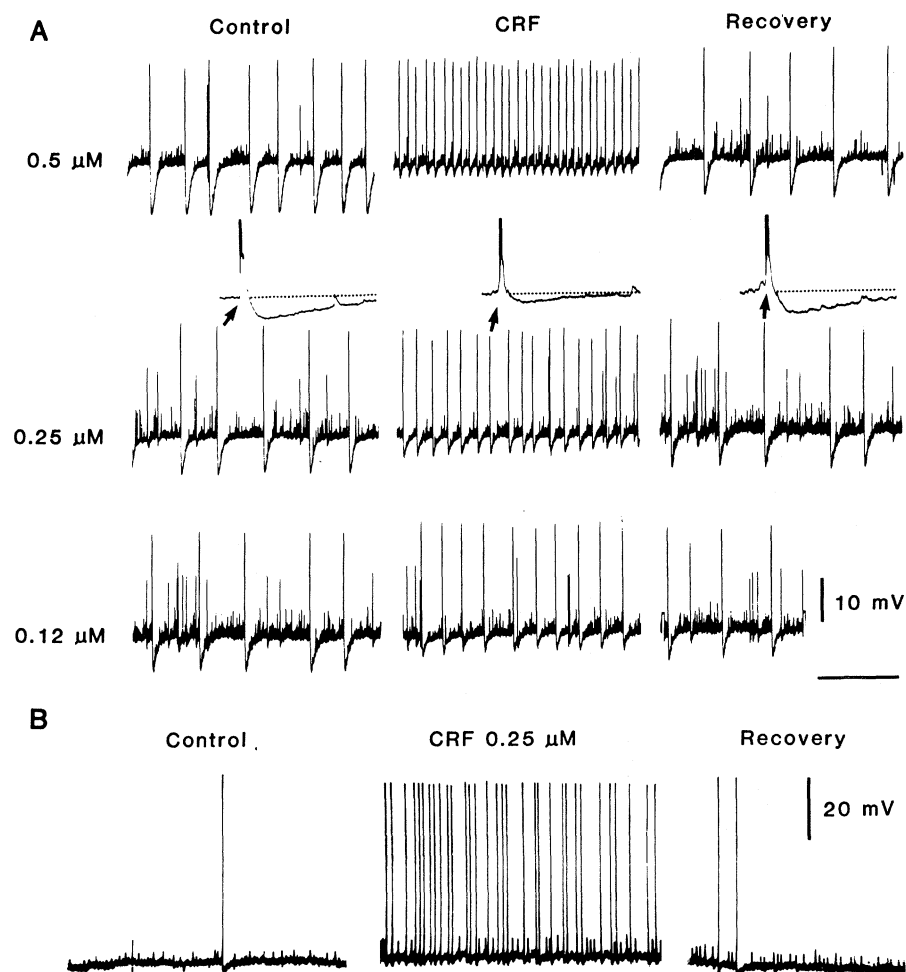 A
Control
CRF
Recovery
0.5 μM
0.25 μM
0.12 μM
10 mV
B
Control
CRF 0.25 μM
Recovery
20 mV